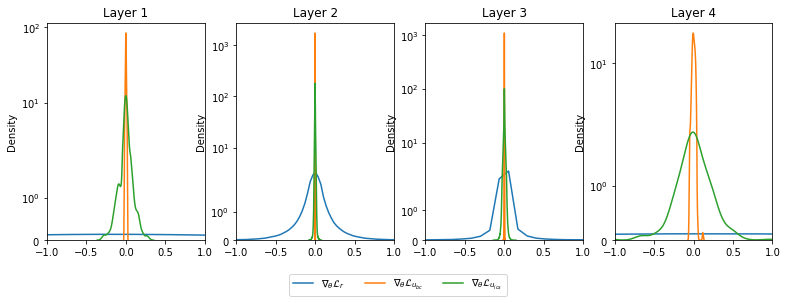 Layer 1 Layer 2 Layer 3 Layer 4
Density Density Density Density
10² 10¹ 10⁰ 0
10³ 10² 10¹ 10⁰ 0
10³ 10² 10¹ 10⁰ 0
10¹ 10⁰ 0
−1.0 −0.5 0.0 0.5 1.0 −1.0 −0.5 0.0 0.5 1.0 −1.0 −0.5 0.0 0.5 1.0 −1.0 −0.5 0.0 0.5 1.0
∇θℒr ∇θℒubc ∇θℒuics